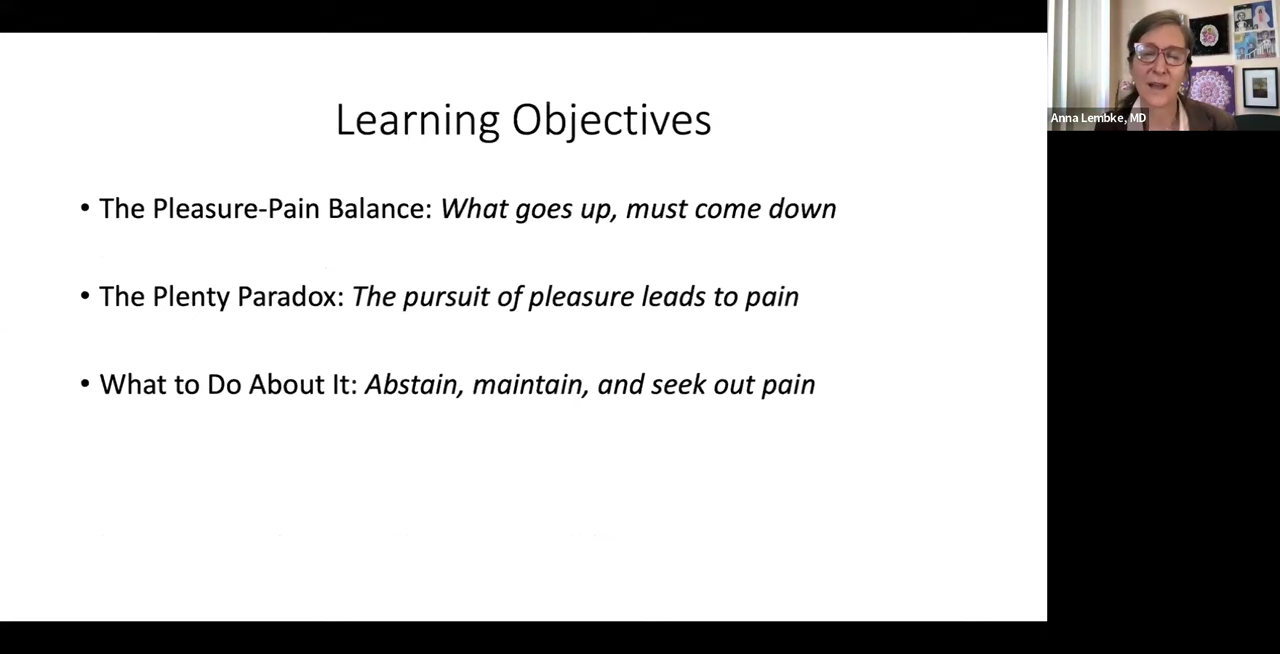 Learning Objectives
• The Pleasure-Pain Balance: What goes up, must come down
• The Plenty Paradox: The pursuit of pleasure leads to pain
• What to Do About It: Abstain, maintain, and seek out pain
Anna Lembke, MD